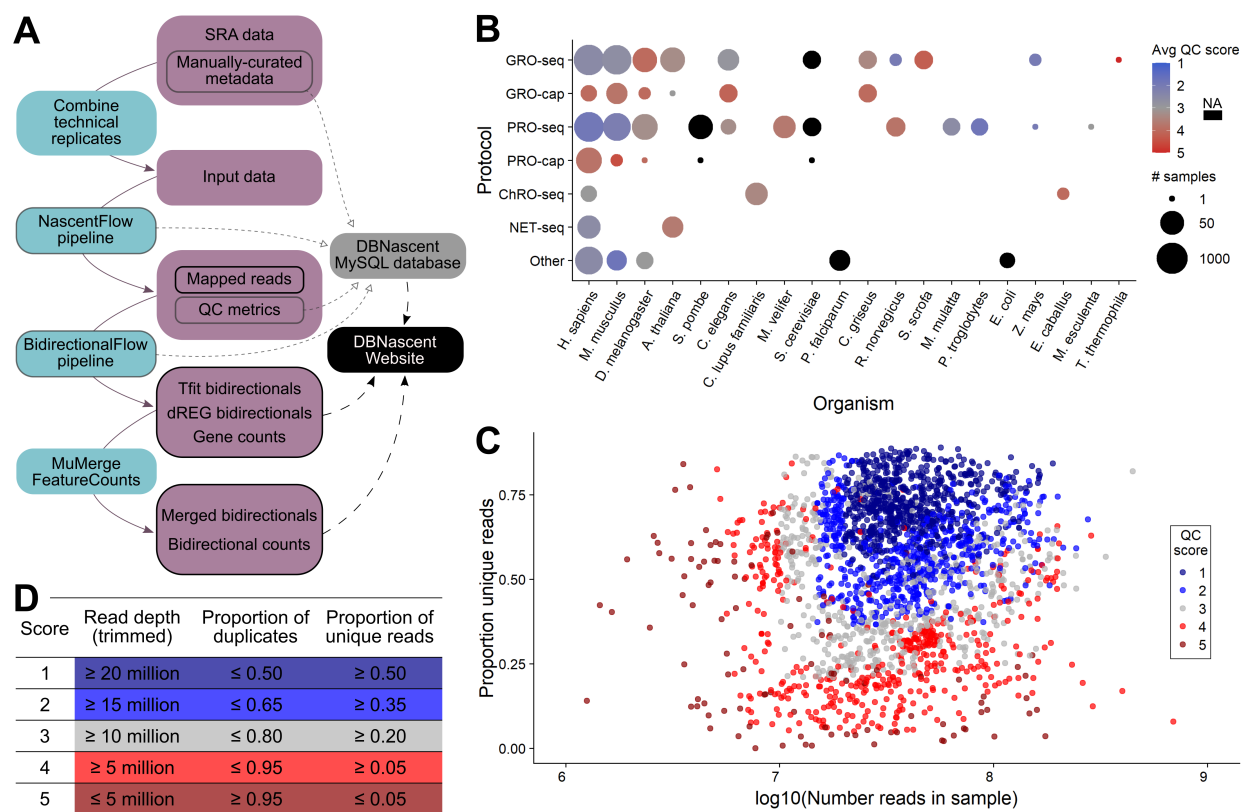 A
SRA data
Manually-curated
metadata
Combine
technical
replicates
Input data
NascentFlow
pipeline
DBNascent
MySQL database
Mapped reads
QC metrics
BidirectionalFlow
pipeline
DBNascent
Website
Tfit bidirectionals
dREG bidirectionals
Gene counts
MuMerge
FeatureCounts
Merged bidirectionals
Bidirectional counts
B
Protocol
GRO-seq
GRO-cap
PRO-seq
PRO-cap
ChRO-seq
NET-seq
Other
H. sapiens
M. musculus
D. melanogaster
A. thaliana
S. pombe
C. elegans
C. lupus familiaris
M. velifer
S. cerevisiae
P. falciparum
C. griseus
R. norvegicus
S. scrofa
M. mulatta
P. troglodytes
E. coli
Z. mays
E. caballus
M. esculenta
T. thermophila
Organism
Avg QC score
1
2
3
4
5
NA
# samples
1
50
1000
C
Proportion unique reads
0.75
0.50
0.25
0.00
6
7
8
9
log10(Number reads in sample)
QC
score
1
2
3
4
5
D
Score
Read depth
(trimmed)
Proportion of
duplicates
Proportion of
unique reads
1 ≥ 20 million ≤ 0.50 ≥ 0.50
2 ≥ 15 million ≤ 0.65 ≥ 0.35
3 ≥ 10 million ≤ 0.80 ≥ 0.20
4 ≥ 5 million ≤ 0.95 ≥ 0.05
5 ≤ 5 million ≥ 0.95 ≤ 0.05